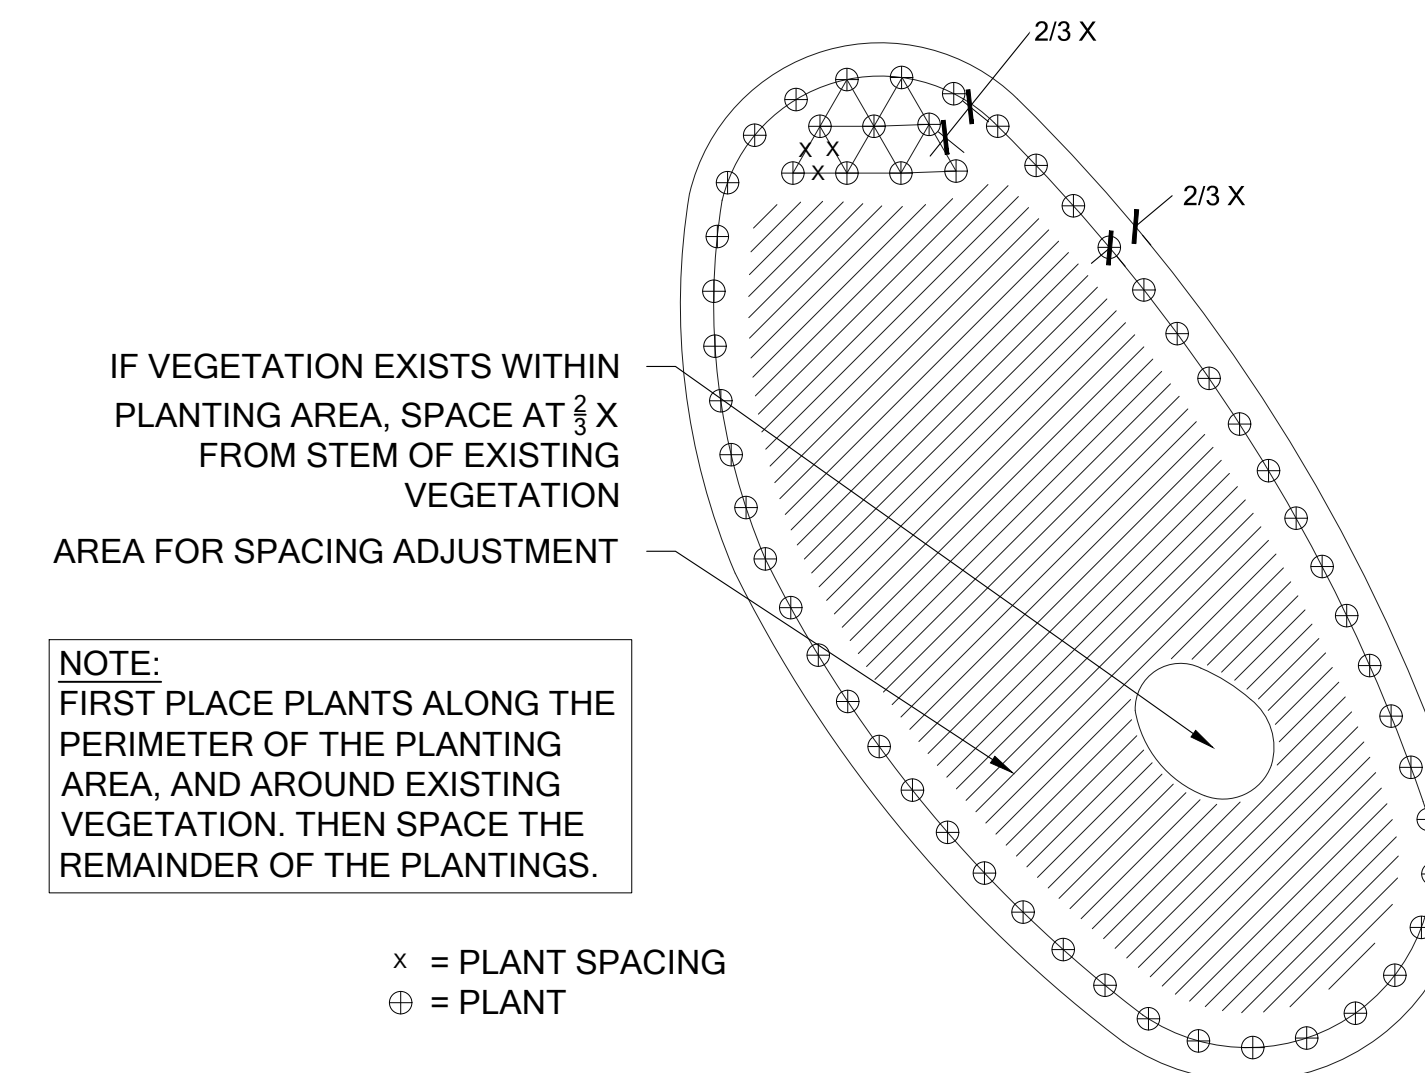 2/3 X
2/3 X
IF VEGETATION EXISTS WITHIN
PLANTING AREA, SPACE AT 2/3 X
FROM STEM OF EXISTING
VEGETATION
AREA FOR SPACING ADJUSTMENT
NOTE:
FIRST PLACE PLANTS ALONG THE
PERIMETER OF THE PLANTING
AREA, AND AROUND EXISTING
VEGETATION. THEN SPACE THE
REMAINDER OF THE PLANTINGS.
x x
x
x = PLANT SPACING
= PLANT